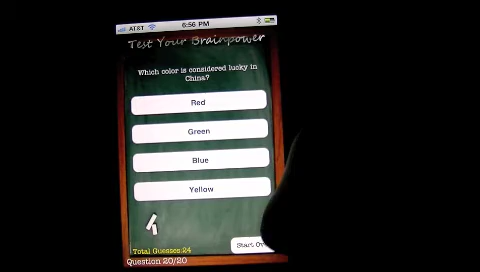 AT&T 6:56 PM
Test Your Brainpower
Which color is considered lucky in
China?
Red
Green
Blue
Yellow
Start
Total Guesses:24
Question 20/20